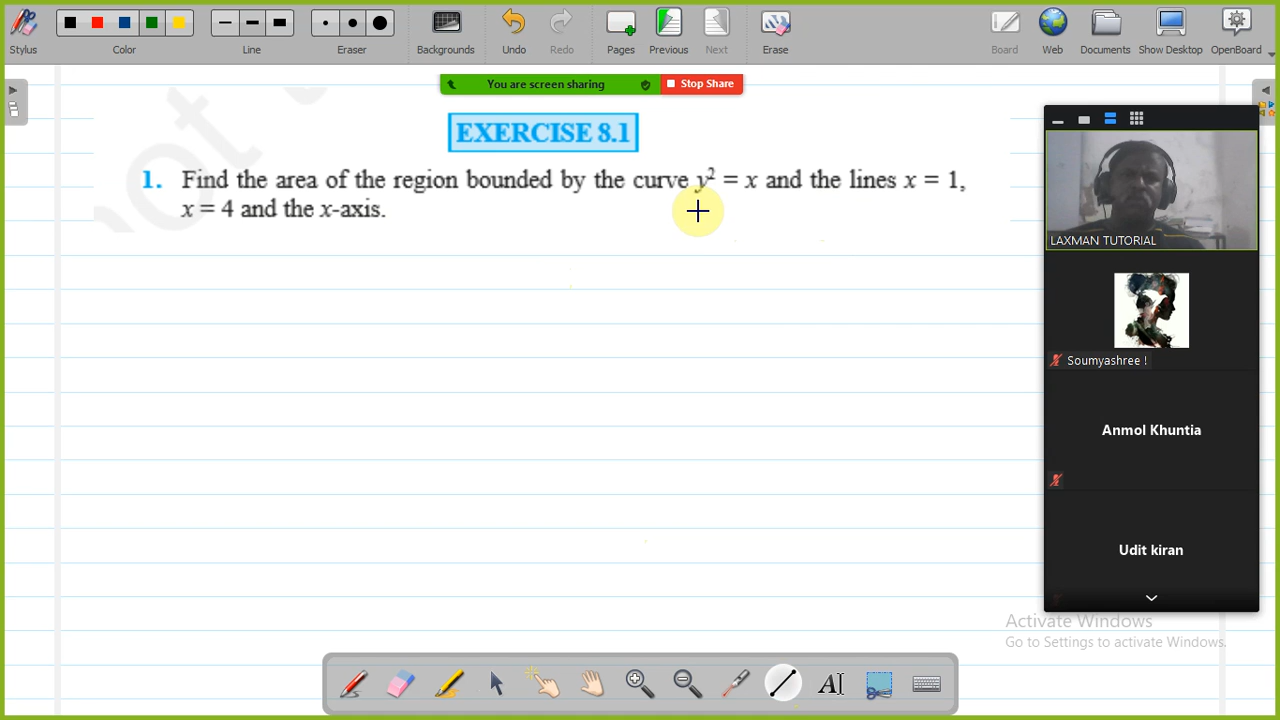 Stylus Color Line Eraser Backgrounds Undo Redo Pages Previous Next Erase Board Web Documents Show Desktop OpenBoard
You are screen sharing Stop Share
not
EXERCISE 8.1
1. Find the area of the region bounded by the curve y² = x and the lines x = 1,
x = 4 and the x-axis.
LAXMAN TUTORIAL
Soumyashree !
Anmol Khuntia
Udit kiran
Activate Windows
Go to Settings to activate Windows.
AI